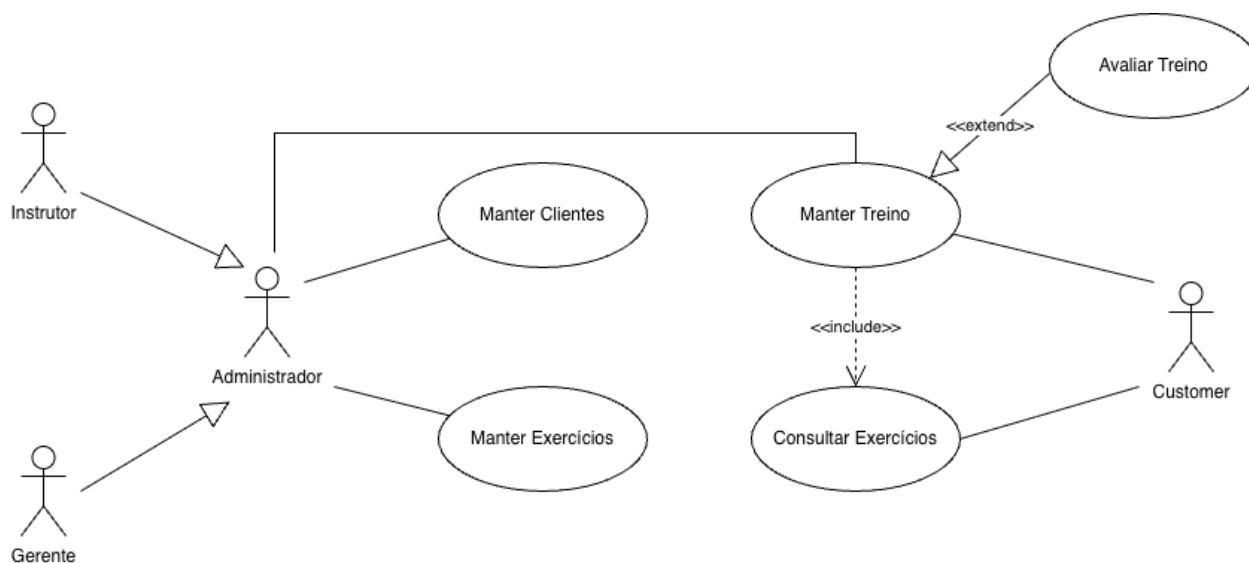 Avaliar Treino
<<extend>>
Instrutor
Manter Clientes
Manter Treino
<<include>>
Administrador
Customer
Manter Exercícios
Consultar Exercícios
Gerente